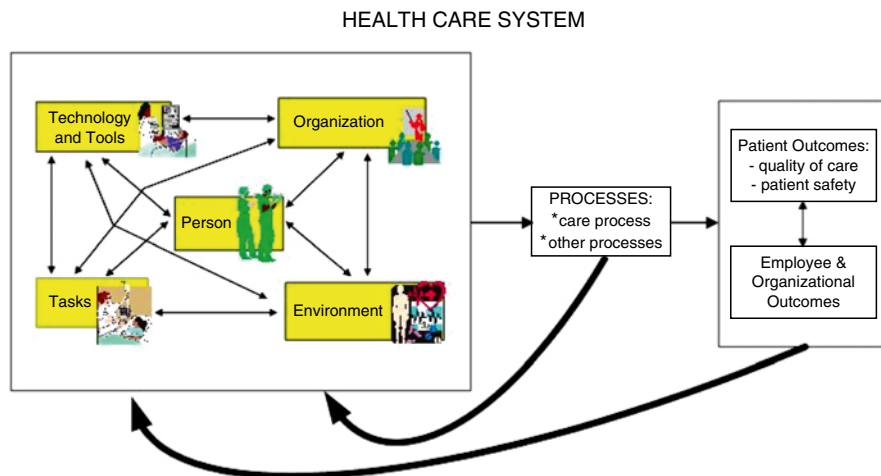 HEALTH CARE SYSTEM
Technology
and Tools
Organization
Person
Tasks
Environment
PROCESSES:
*care process
*other processes
Patient Outcomes:
- quality of care
- patient safety
Employee &
Organizational
Outcomes